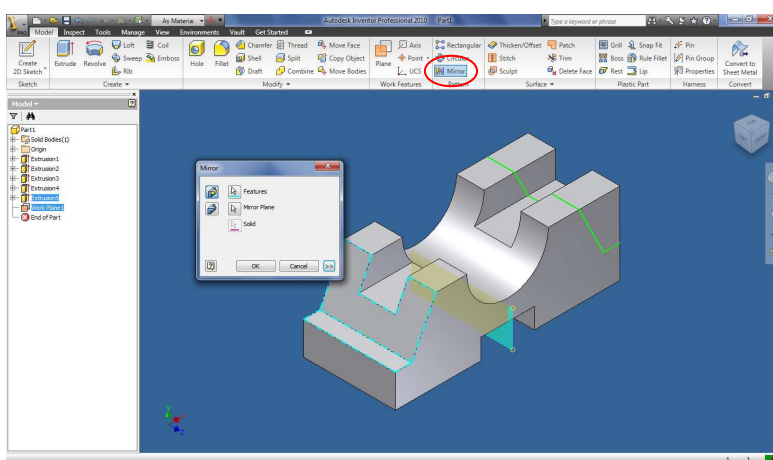 PRO
As Material
Autodesk Inventor Professional 2010 Part1
Type a keyword or phrase
Model Inspect Tools Manage View Environments Vault Get Started
Create
2D Sketch
Extrude
Revolve
Loft
Sweep
Rib
Coil
Emboss
Hole
Fillet
Chamfer
Shell
Draft
Thread
Split
Combine
Move Face
Copy Object
Move Bodies
Plane
Axis
Point
UCS
Rectangular
Circular
Mirror
Thicken/Offset
Stitch
Sculpt
Patch
Trim
Delete Face
Grill
Boss
Rest
Snap Fit
Rule Fillet
Lip
Pin
Pin Group
Properties
Convert to
Sheet Metal
Sketch
Create
Modify
Work Features
Pattern
Surface
Plastic Part
Harness
Convert
Model
Part1
Solid Bodies(1)
Origin
Extrusion1
Extrusion2
Extrusion3
Extrusion4
Extrusion5
Work Plane1
End of Part
Mirror
Features
Mirror Plane
Solid
OK Cancel >>
1 1